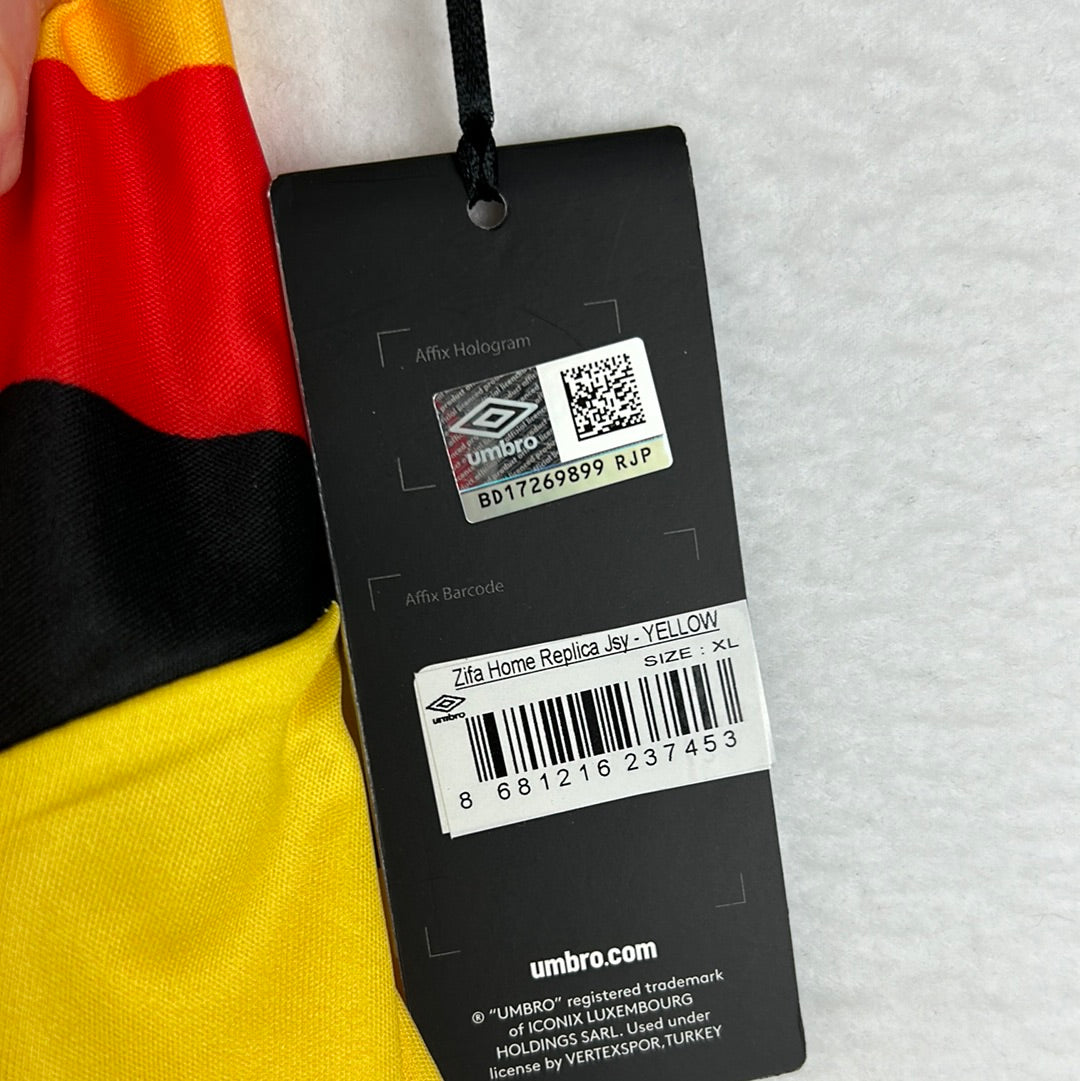 Affix Hologram
umbro
BD17269899 RJP
Affix Barcode
Zifa Home Replica Jsy - YELLOW
SIZE : XL
umbro
8 681216 237453
umbro.com
® "UMBRO" registered trademark
of ICONIX LUXEMBOURG
HOLDINGS SARL. Used under
license by VERTEXSPOR,TURKEY